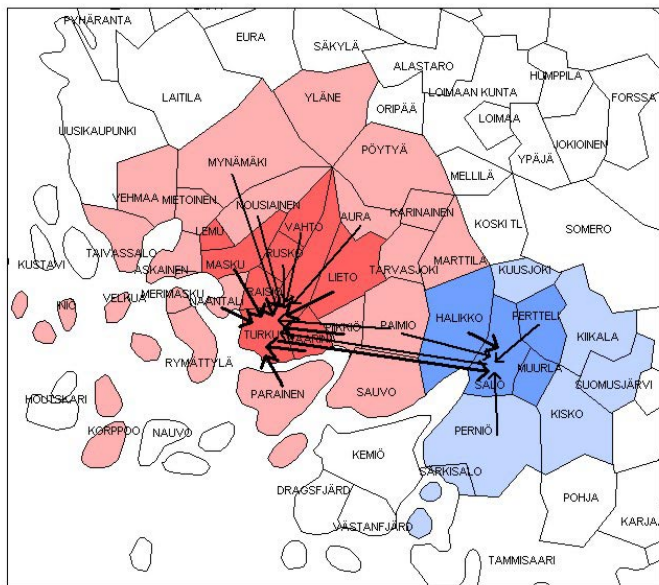 PYHÄRANTA
EURA
SÄKYLÄ
ALASTARO
HUMPPILA
LOIMAAN KUNTA
FORSSA
LAITILA
YLÄNE
ORIPÄÄ
LOIMAA
JOKIOINEN
UUSIKAUPUNKI
MYNÄMÄKI
PÖYTYÄ
YPÄJÄ
MELLILÄ
VEHMAA
MIETOINEN
NOUSIAINEN
KARINAINEN
AURA
KOSKI TL
SOMERO
LEMU
VAHTO
TAIVASSALO
RUSKO
MARTTILA
KUSTAVI
ASKAINEN
MASKU
LIETO
TARVASJOKI
KUUSJOKI
VELKUA
MERIMASKU
NAANTALI
RAISIO
INIÖ
HALIKKO
PERTTELI
TURKU
PAIMIO
KIIKALA
RYMÄTTYLÄ
MUURLA
SALO
SUOMUSJÄRVI
HOUTSKARI
PARAINEN
SAUVO
KORPPOO
NAUVO
PERNIÖ
KISKO
KEMIÖ
SÄRKISALO
DRAGSFJÄRD
POHJA
VÄSTANFJÄRD
KARJAA
TAMMISAARI